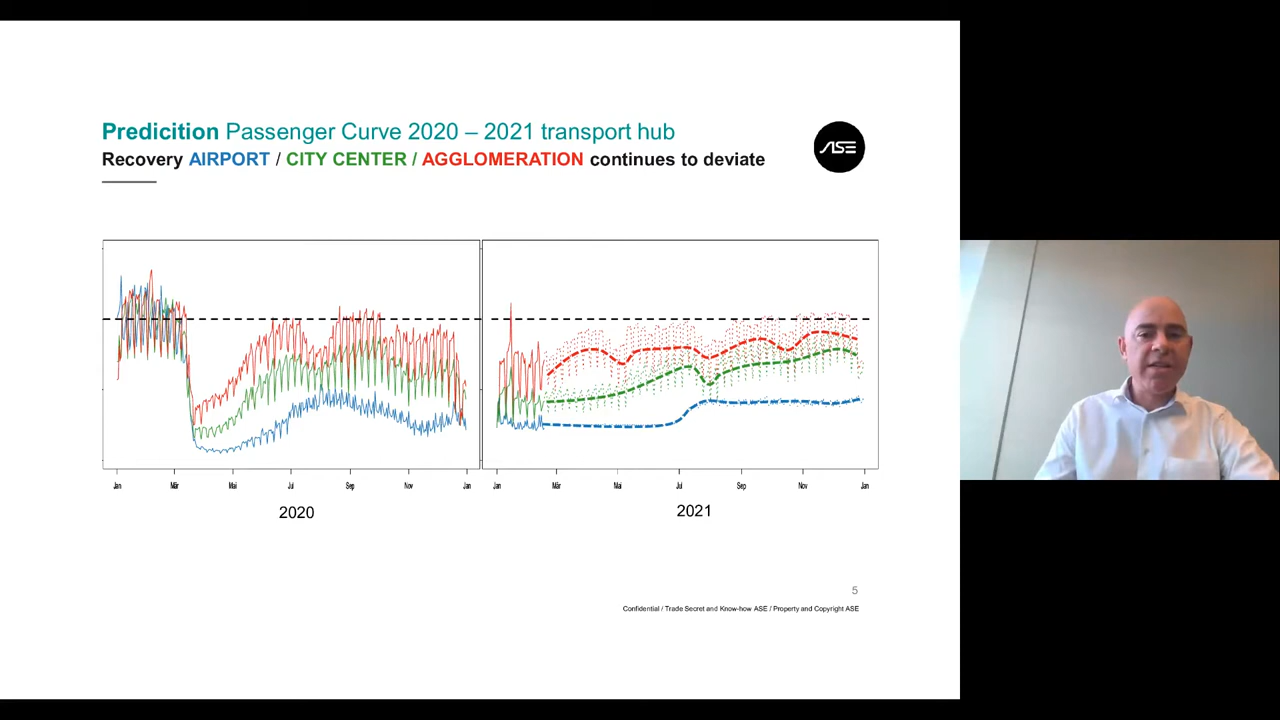 Predicition Passenger Curve 2020 – 2021 transport hub
Recovery AIRPORT / CITY CENTER / AGGLOMERATION continues to deviate
ASE
Jan Mär Mai Jul Sep Nov Jan
Jan Mär Mai Jul Sep Nov Jan
2020
2021
5
Confidential / Trade Secret and Know-how ASE / Property and Copyright ASE